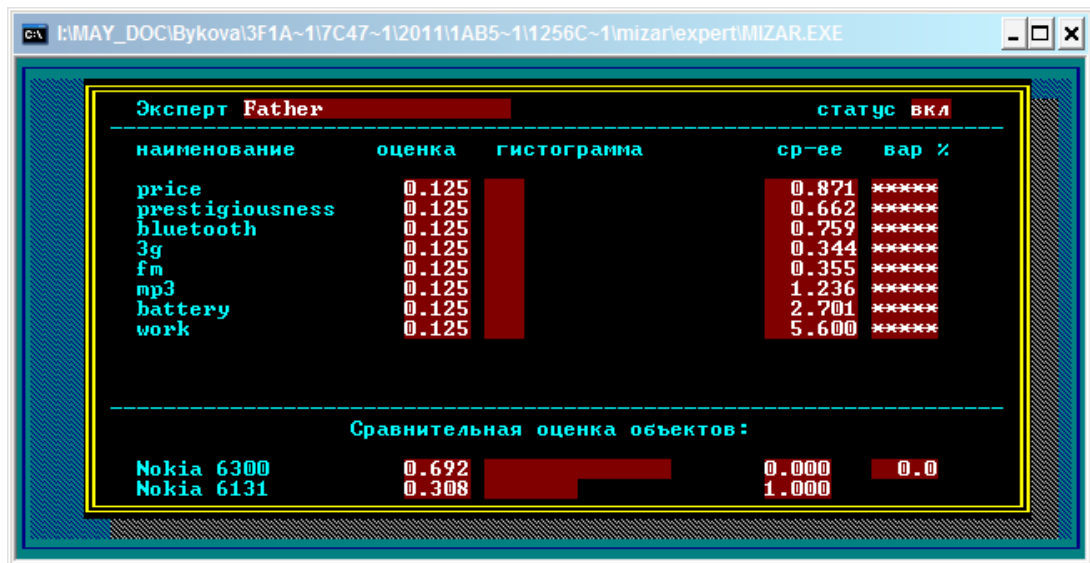 I:\MAY_DOC\Bykova\3F1A~1\7C47~1\2011\1AB5~1\1256C~1\mizar\expert\MIZAR.EXE
Эксперт Father статус вкл
наименование оценка гистограмма ср-ее вар %
price 0.125 0.871 *****
prestigiousness 0.125 0.662 *****
bluetooth 0.125 0.759 *****
3g 0.125 0.344 *****
fm 0.125 0.355 *****
mp3 0.125 1.236 *****
battery 0.125 2.701 *****
work 0.125 5.600 *****
Сравнительная оценка объектов:
Nokia 6300 0.692 0.000 0.0
Nokia 6131 0.308 1.000